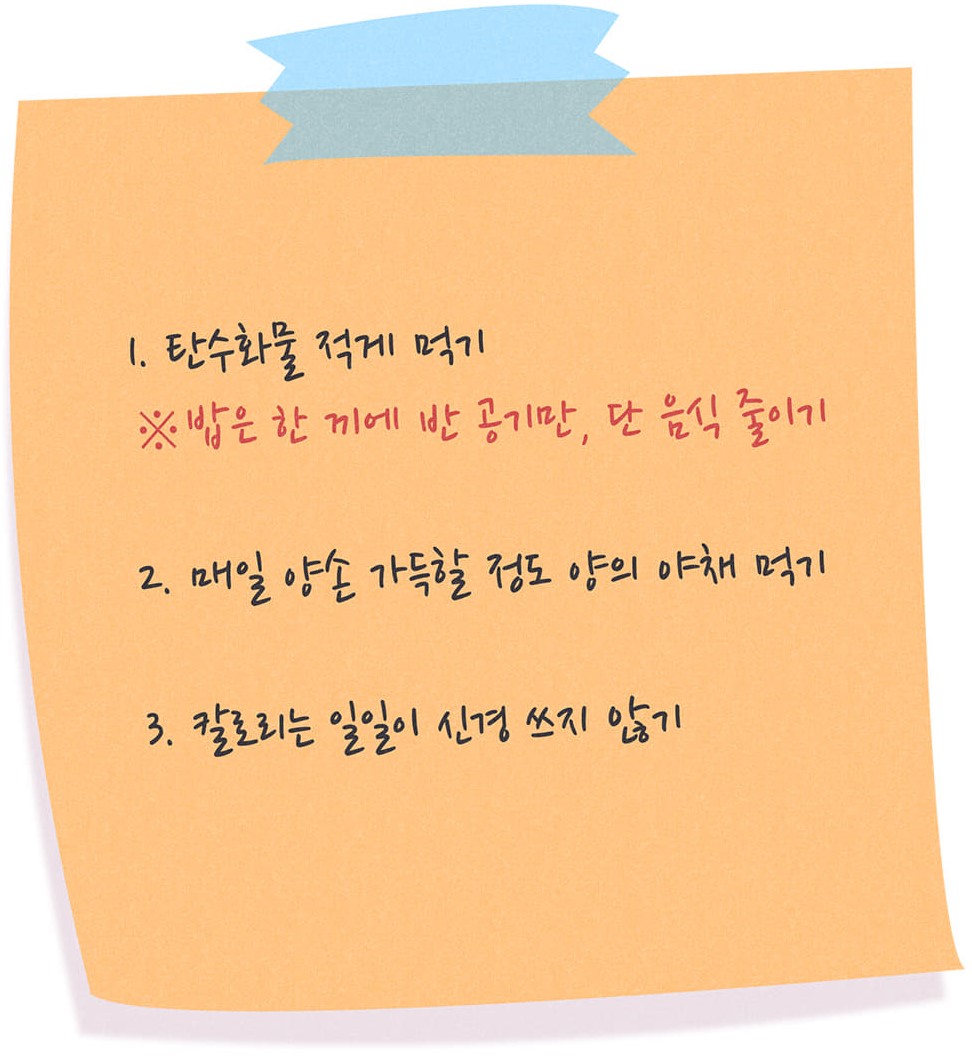 1. 탄수화물 적게 먹기
※밥은 한 끼에 반 공기만, 단 음식 줄이기
2. 매일 양손 가득할 정도 양의 야채 먹기
3. 칼로리는 일일이 신경 쓰지 않기